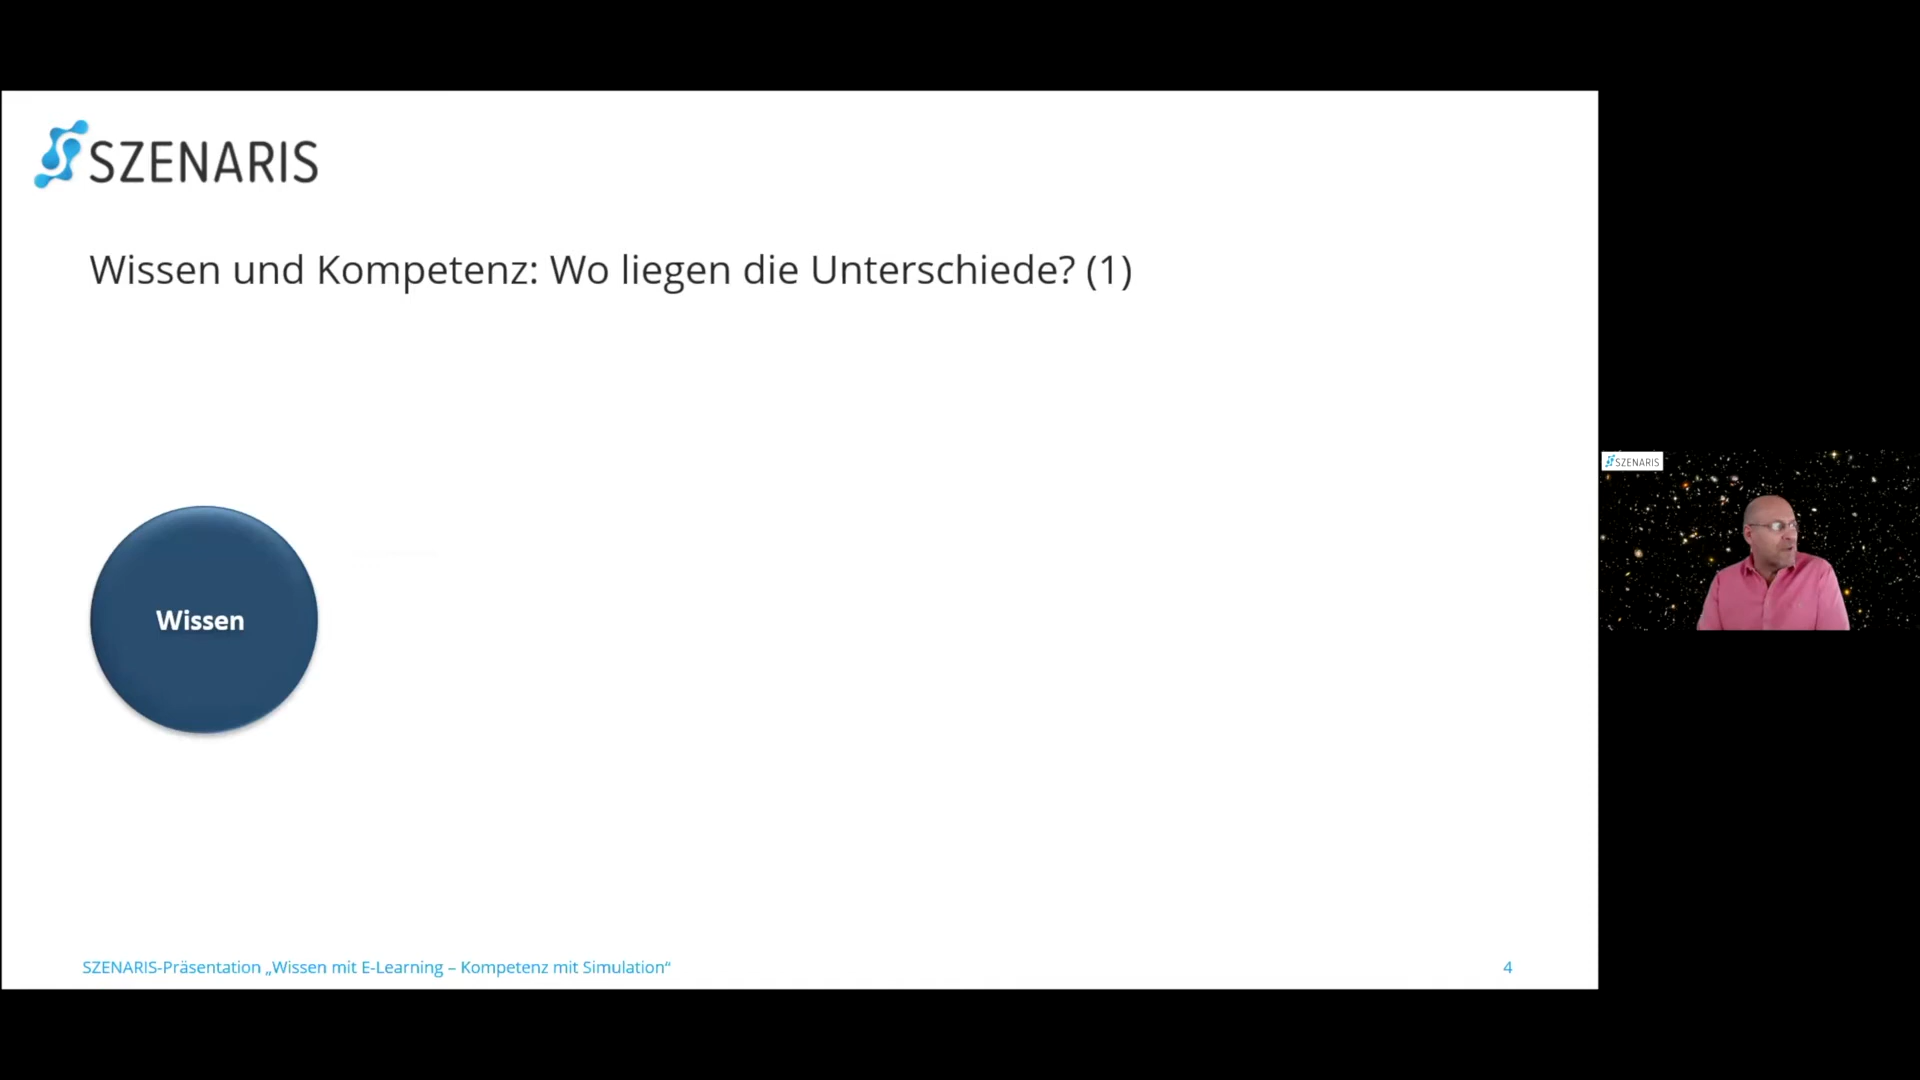 SZENARIS
Wissen und Kompetenz: Wo liegen die Unterschiede? (1)
SZENARIS
Wissen
SZENARIS-Präsentation „Wissen mit E-Learning – Kompetenz mit Simulation“
4